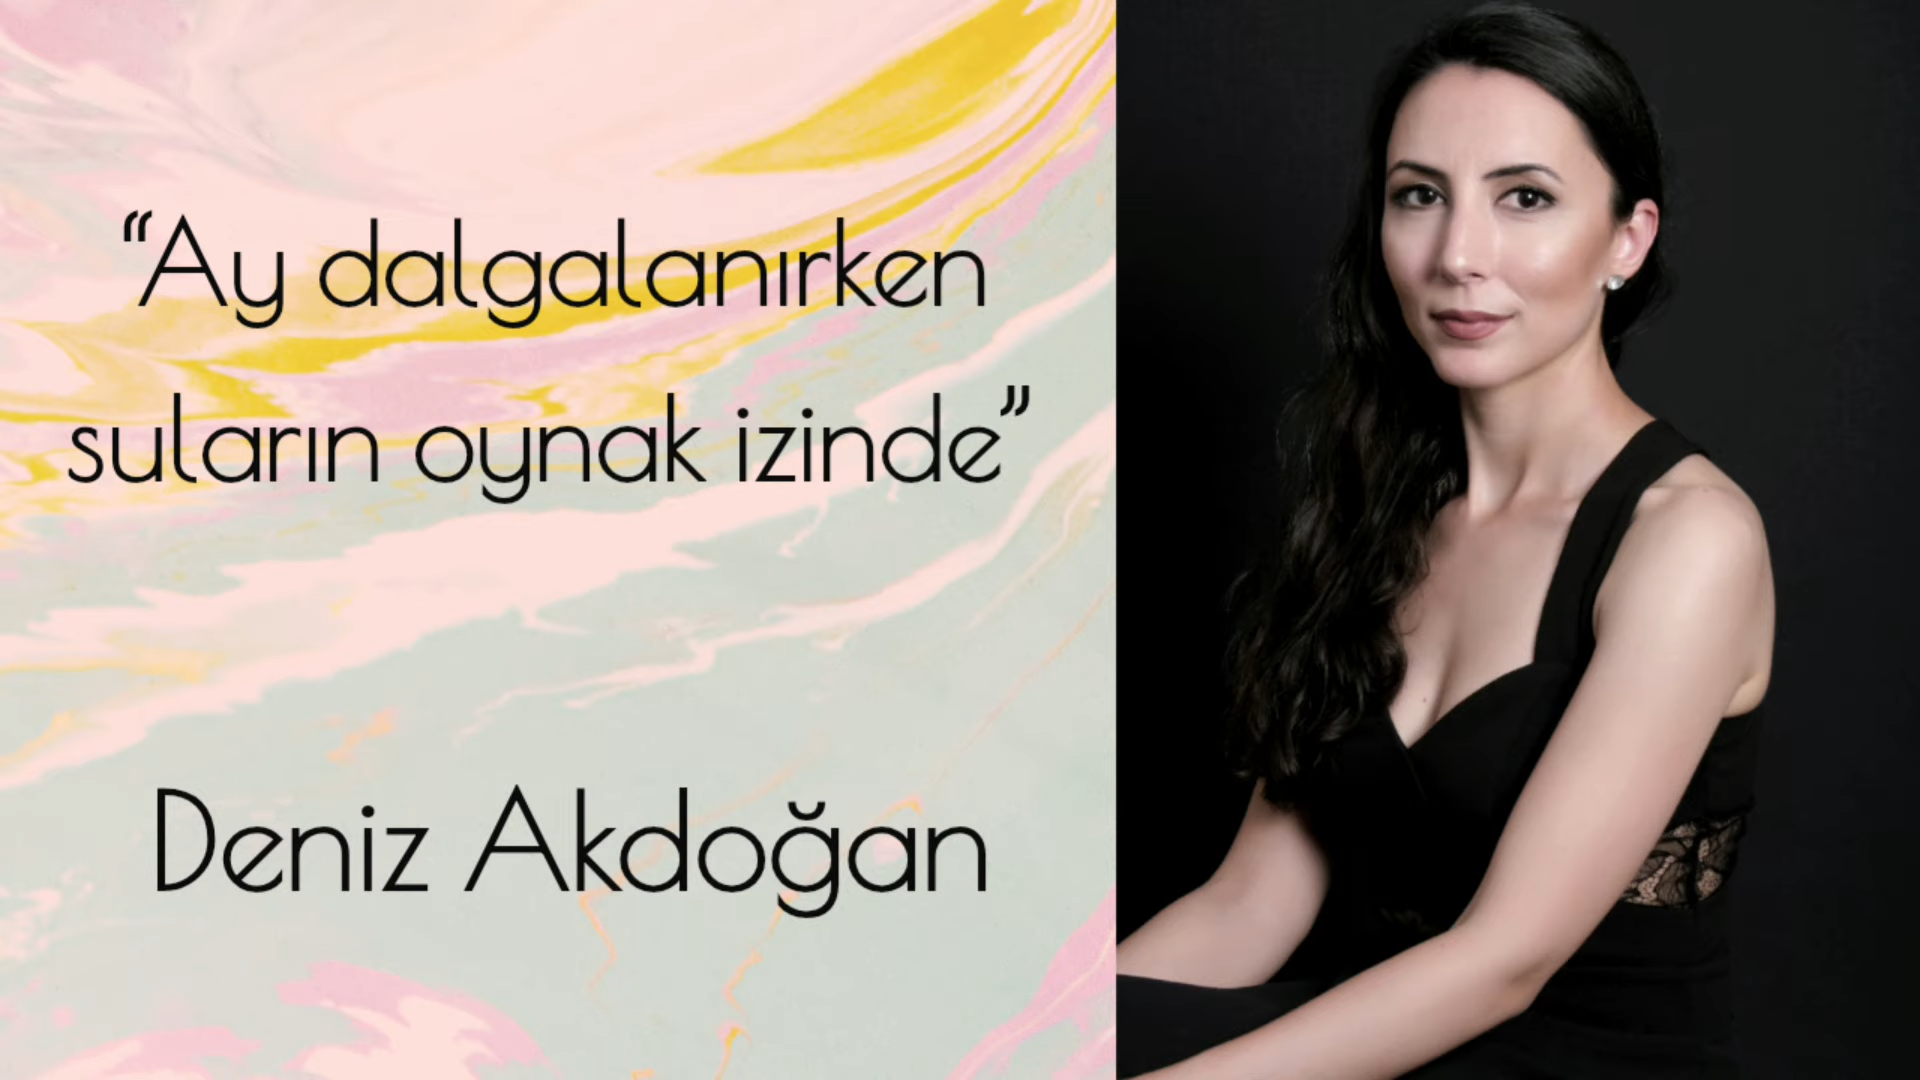 “Ay dalgalanırken
suların oynak izinde”
Deniz Akdoğan